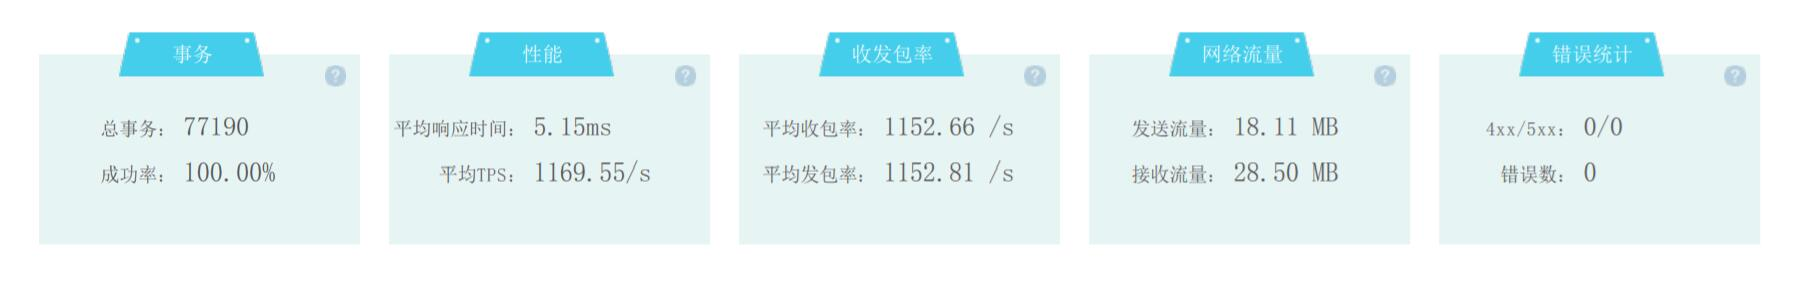 事务
?
总事务： 77190
成功率： 100.00%
性能
?
平均响应时间： 5.15ms
平均TPS： 1169.55/s
收发包率
?
平均收包率： 1152.66 /s
平均发包率： 1152.81 /s
网络流量
?
发送流量： 18.11 MB
接收流量： 28.50 MB
错误统计
?
4xx/5xx： 0/0
错误数： 0